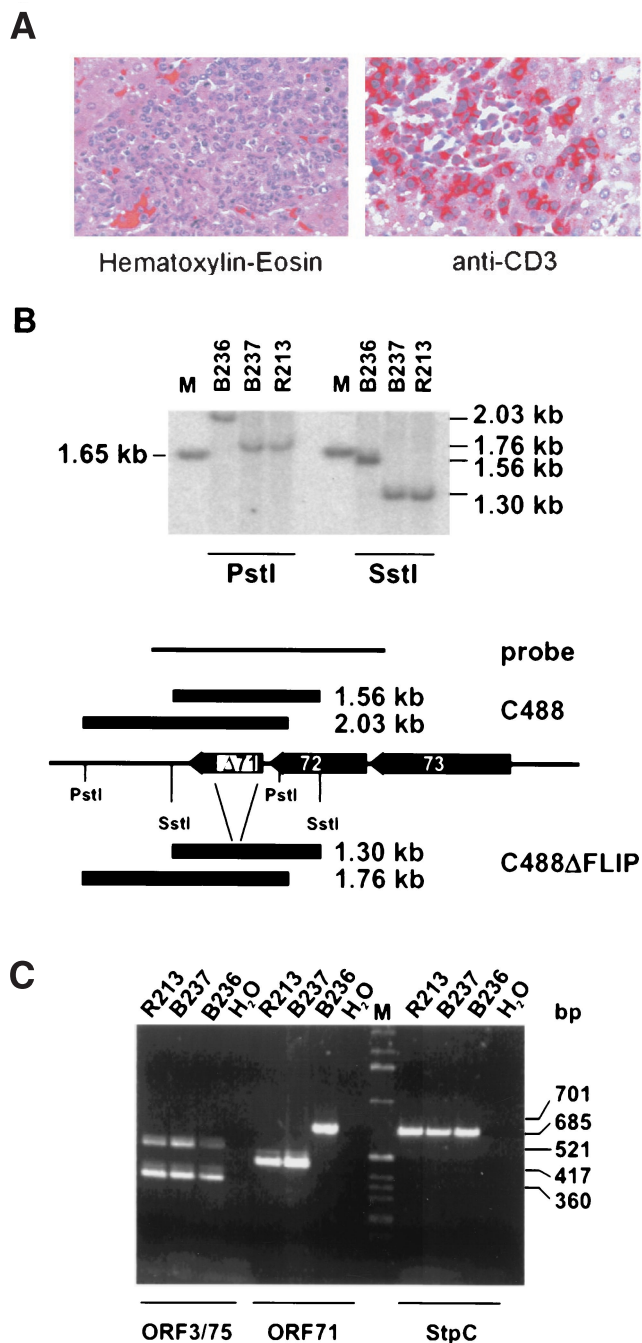 A
Hematoxylin-Eosin
anti-CD3
B
M B236 B237 R213 M B236 B237 R213
1.65 kb
2.03 kb
1.76 kb
1.56 kb
1.30 kb
PstI SstI
probe
1.56 kb
C488
2.03 kb
Δ71 72 73
PstI PstI
SstI SstI
1.30 kb
C488ΔFLIP
1.76 kb
C
R213 B237 B236 H₂O R213 B237 B236 H₂O M R213 B237 B236 H₂O bp
701
685
521
417
360
ORF3/75 ORF71 StpC